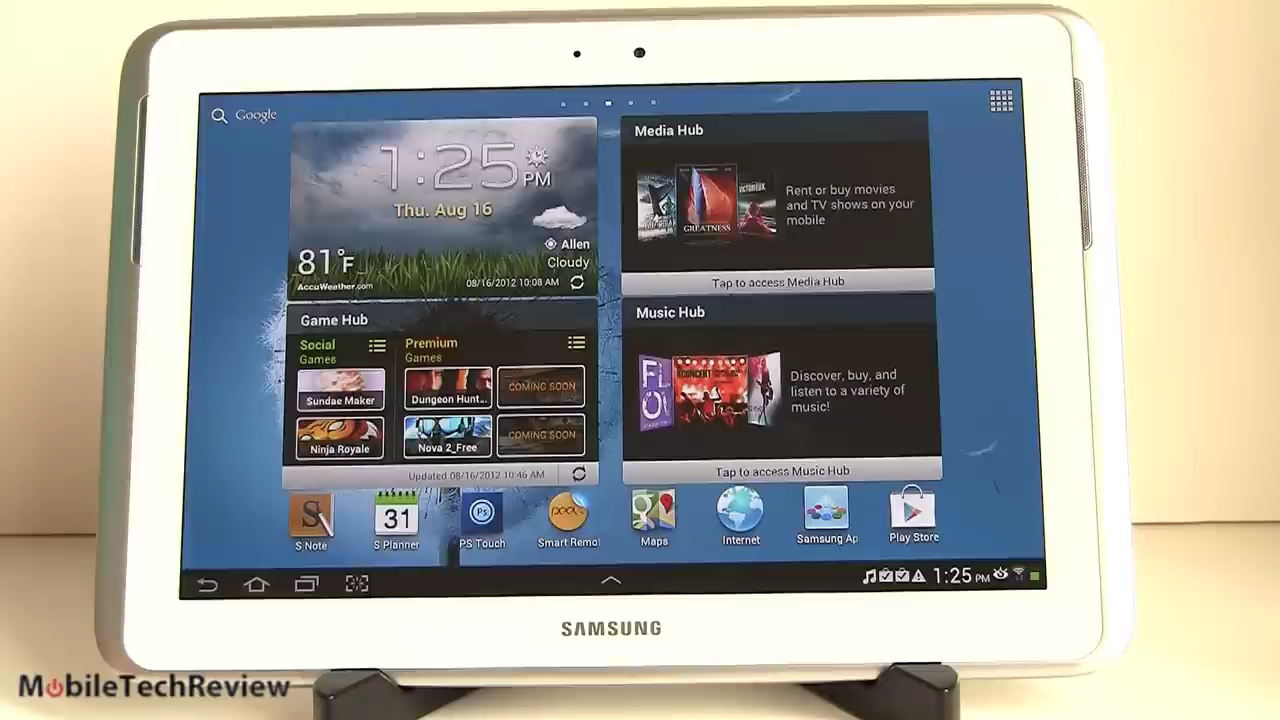 Google
1:25 PM
Thu. Aug 16
81°F
Allen
Cloudy
AccuWeather.com
08/16/2012 10:08 AM
Media Hub
GREATNESS
Rent or buy movies
and TV shows on your
mobile
Tap to access Media Hub
Game Hub
Social
Games
Premium
Games
Sundae Maker
Dungeon Hunt...
COMING SOON
Ninja Royale
Nova 2_Free
COMING SOON
Updated 08/16/2012 10:46 AM
Music Hub
Discover, buy, and
listen to a variety of
music!
Tap to access Music Hub
S
31
Ps
peel
S Note
S Planner
PS Touch
Smart Remo
Maps
Internet
Samsung Ap
Play Store
1:25 PM
SAMSUNG
MobileTechReview